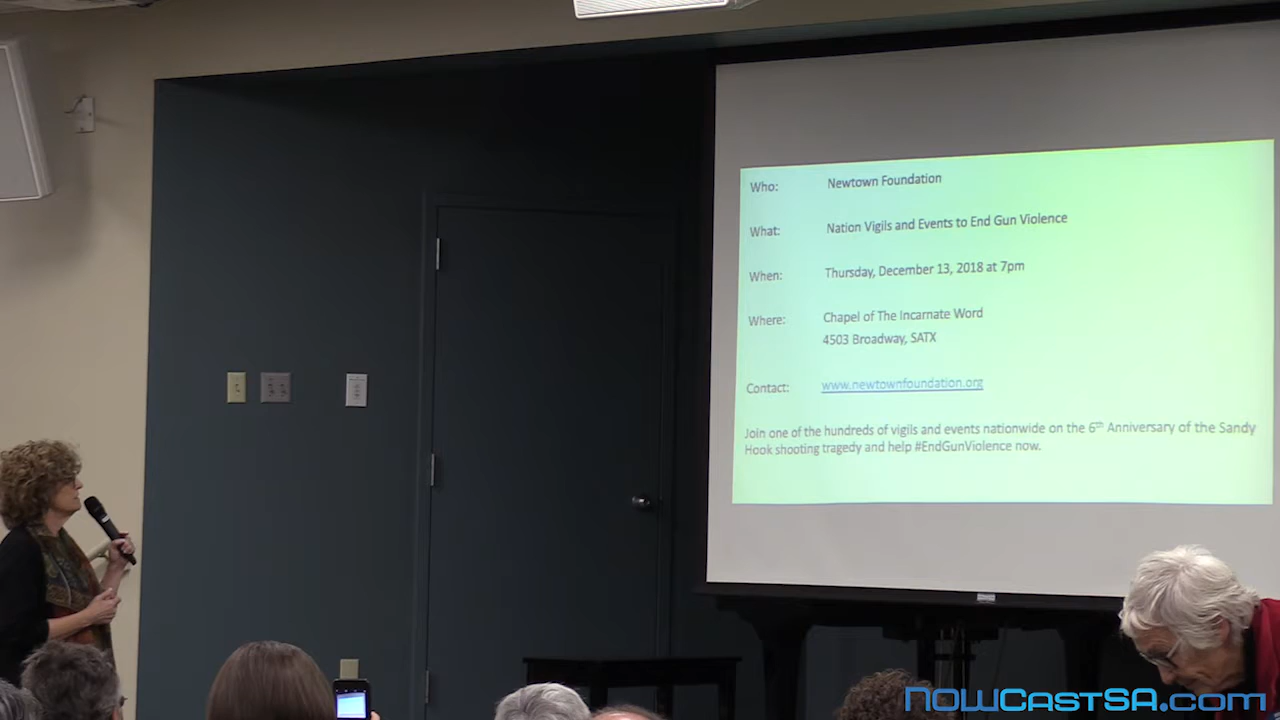 Who: Newtown Foundation
What: Nation Vigils and Events to End Gun Violence
When: Thursday, December 13, 2018 at 7pm
Where: Chapel of The Incarnate Word
4503 Broadway, SATX
Contact: www.newtownfoundation.org
Join one of the hundreds of vigils and events nationwide on the 6th Anniversary of the Sandy
Hook shooting tragedy and help #EndGunViolence now.
NOWCASTSA.COM